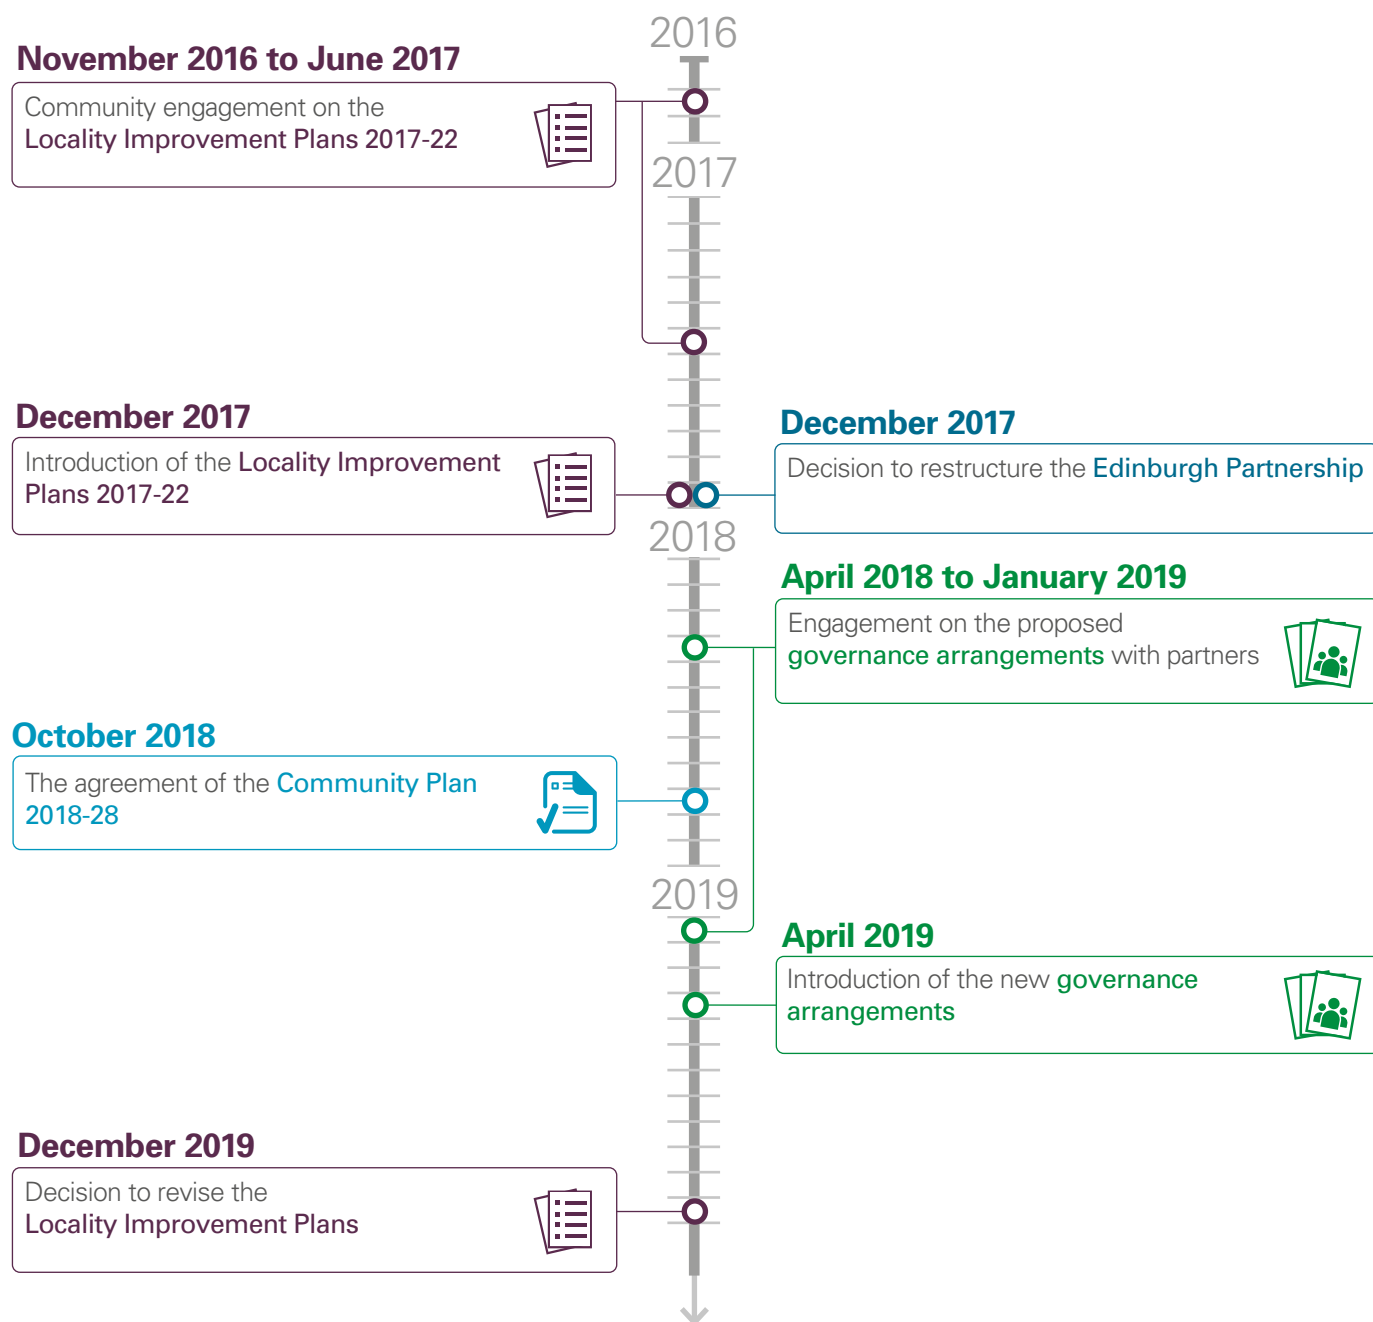 2016
November 2016 to June 2017
Community engagement on the
Locality Improvement Plans 2017-22
2017
December 2017
Introduction of the Locality Improvement
Plans 2017-22
December 2017
Decision to restructure the Edinburgh Partnership
2018
April 2018 to January 2019
Engagement on the proposed
governance arrangements with partners
October 2018
The agreement of the Community Plan
2018-28
2019
April 2019
Introduction of the new governance
arrangements
December 2019
Decision to revise the
Locality Improvement Plans